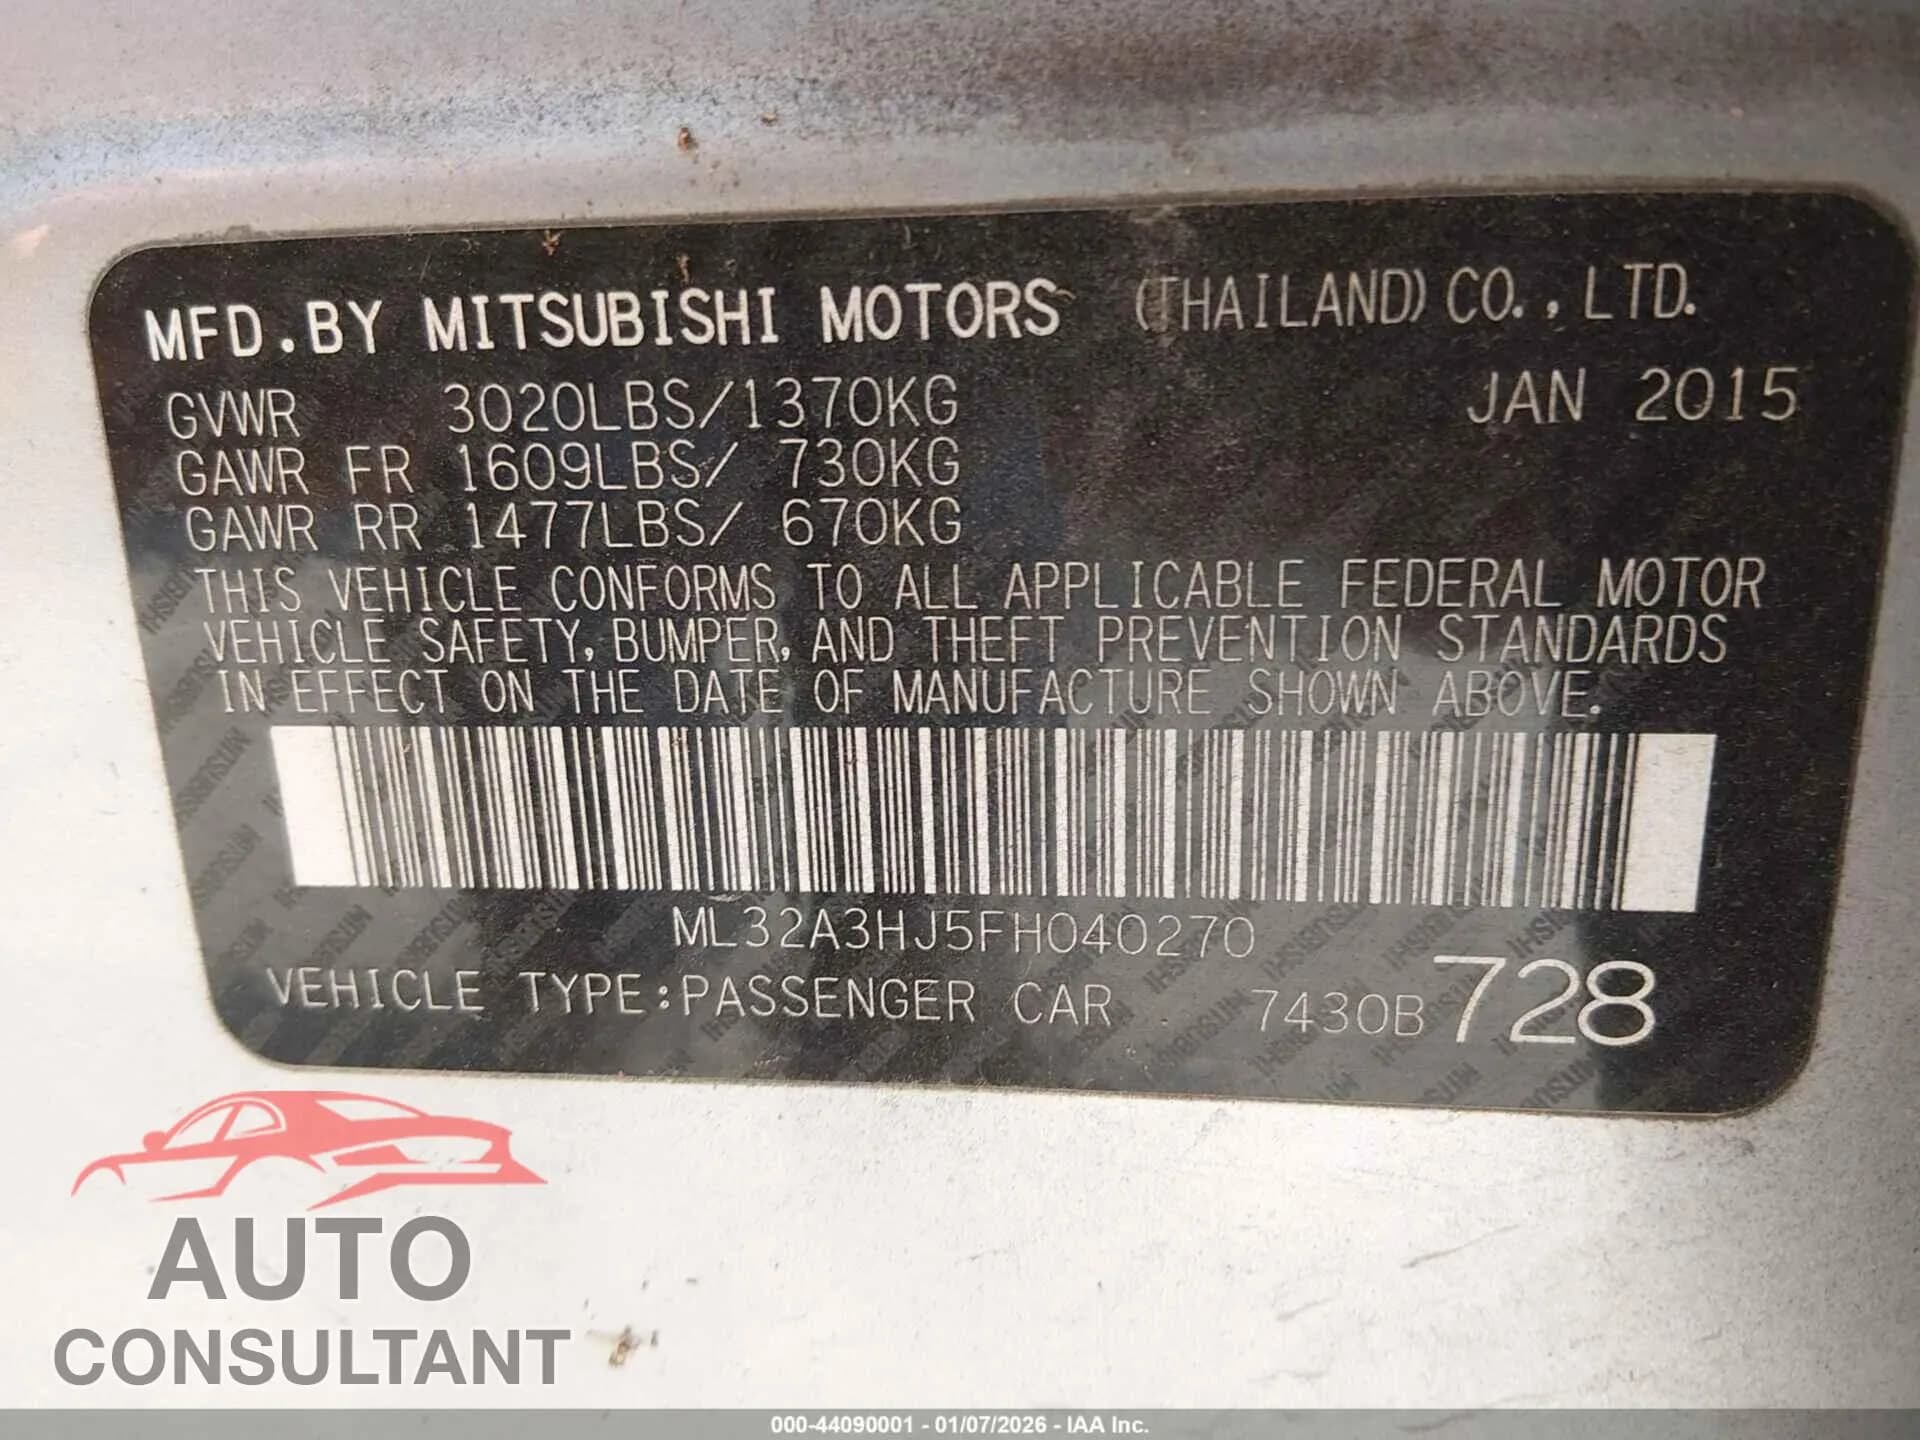 MFD.BY MITSUBISHI MOTORS (THAILAND) CO.,LTD.
GVWR 3020LBS/1370KG JAN 2015
GAWR FR 1609LBS/ 730KG
GAWR RR 1477LBS/ 670KG
THIS VEHICLE CONFORMS TO ALL APPLICABLE FEDERAL MOTOR
VEHICLE SAFETY, BUMPER, AND THEFT PREVENTION STANDARDS
IN EFFECT ON THE DATE OF MANUFACTURE SHOWN ABOVE.
ML32A3HJ5FH040270
VEHICLE TYPE:PASSENGER CAR 7430B 728
AUTO
CONSULTANT
000-44090001 - 01/07/2026 - IAA Inc.